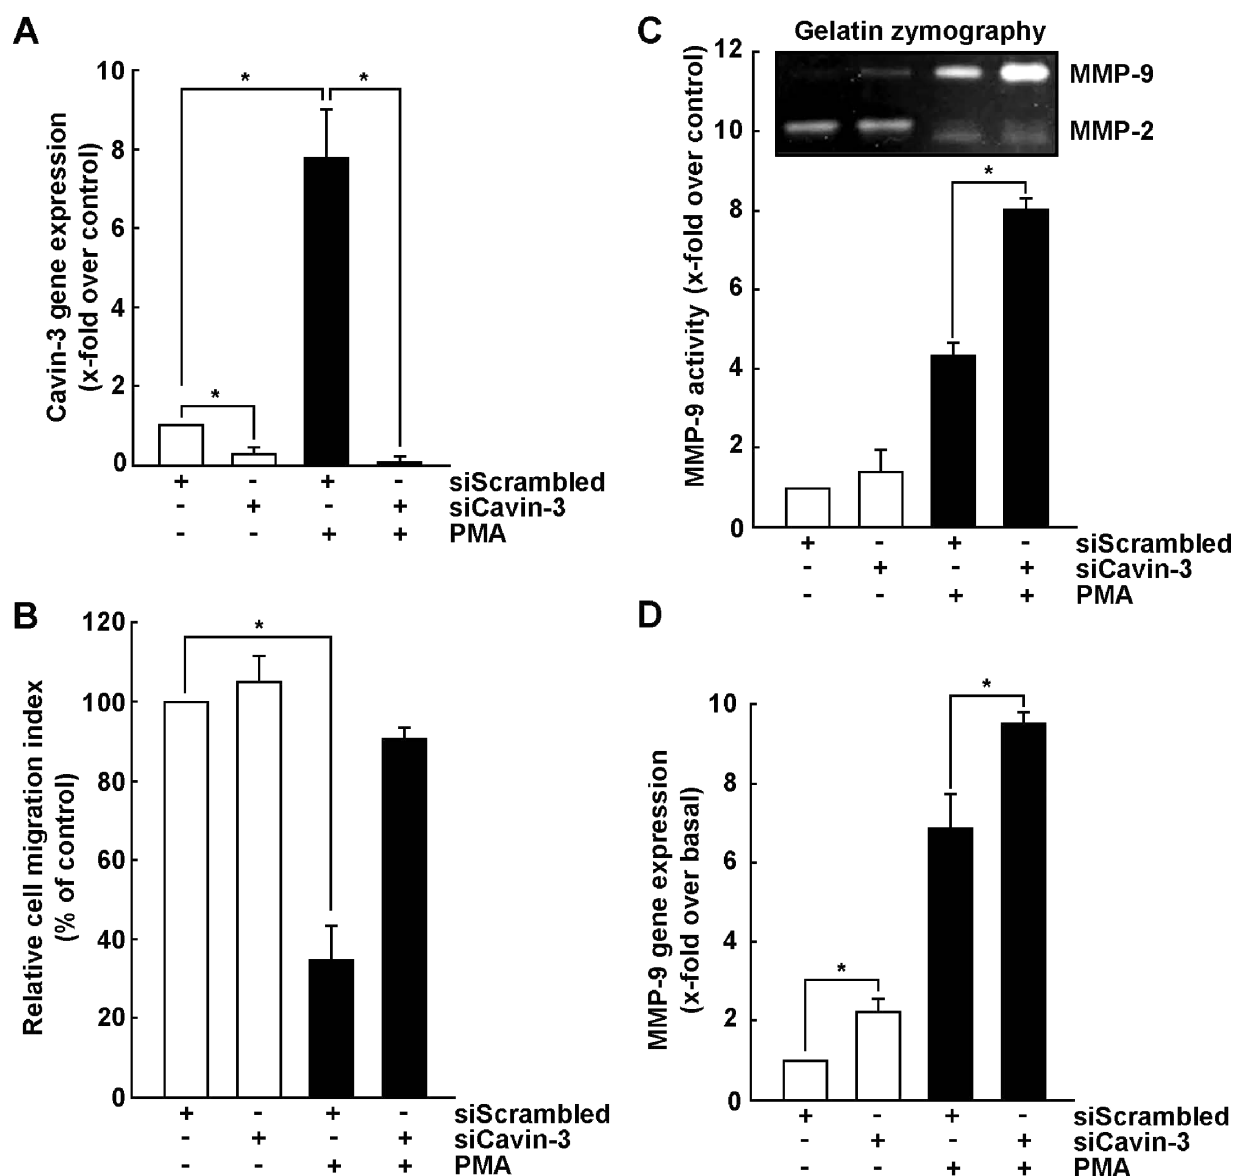 A
Cavin-3 gene expression
(x-fold over control)
10
8
6
4
2
0
*
*
*
+ - + - siScrambled
- + - + siCavin-3
- - + + PMA
B
Relative cell migration index
(% of control)
120
100
80
60
40
20
0
*
+ - + - siScrambled
- + - + siCavin-3
- - + + PMA
C
Gelatin zymography
MMP-9
MMP-2
MMP-9 activity (x-fold over control)
12
10
8
6
4
2
0
*
+ - + - siScrambled
- + - + siCavin-3
- - + + PMA
D
MMP-9 gene expression
(x-fold over basal)
10
8
6
4
2
0
*
*
+ - + - siScrambled
- + - + siCavin-3
- - + + PMA